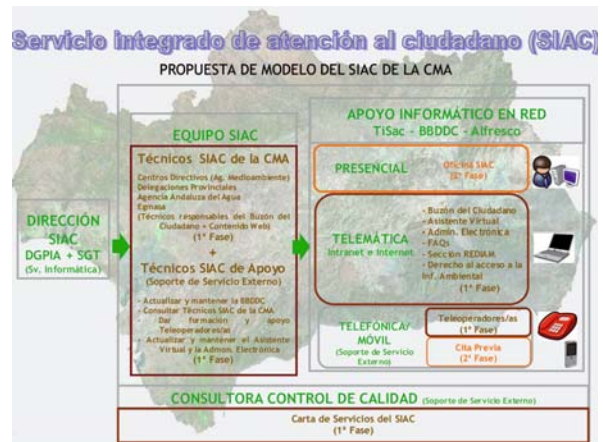 Servicio integrado de atención al ciudadano (SIAC)
PROPUESTA DE MODELO DEL SIAC DE LA CMA
DIRECCIÓN
SIAC
DGPIA + SGT
(Sv. Informática)
EQUIPO SIAC
Técnicos SIAC de la CMA
Centros Directivos (Ag. Medioambiente)
Delegaciones Provinciales
Agencia Andaluza del Agua
Egmasa
(Técnicos responsables del Buzón del
Ciudadano + Contenido Web)
(1ª Fase)
+
Técnicos SIAC de Apoyo
(Soporte de Servicio Externo)
- Actualizar y mantener la BBDDC
- Consultar Técnicos SIAC de la CMA
- Dar formación y apoyo
Teleoperadores/as
- Actualizar y mantener el Asistente
Virtual y la Admon. Electrónica
(1ª Fase)
APOYO INFORMÁTICO EN RED
TiSac - BBDDC - Alfresco
PRESENCIAL
Oficina SIAC
(2ª Fase)
TELEMÁTICA
Intranet e Internet
- Buzón del Ciudadano
- Asistente Virtual
- Admin. Electrónica
- FAQs
- Sección REDIAM
- Derecho al acceso a la
Inf. Ambiental
(1ª Fase)
TELEFÓNICA/
MÓVIL
(Soporte de Servicio
Externo)
Teleoperadores/as
(1ª Fase)
Cita Previa
(2ª Fase)
CONSULTORA CONTROL DE CALIDAD (Soporte de Servicio Externo)
Carta de Servicios del SIAC
(1ª Fase)